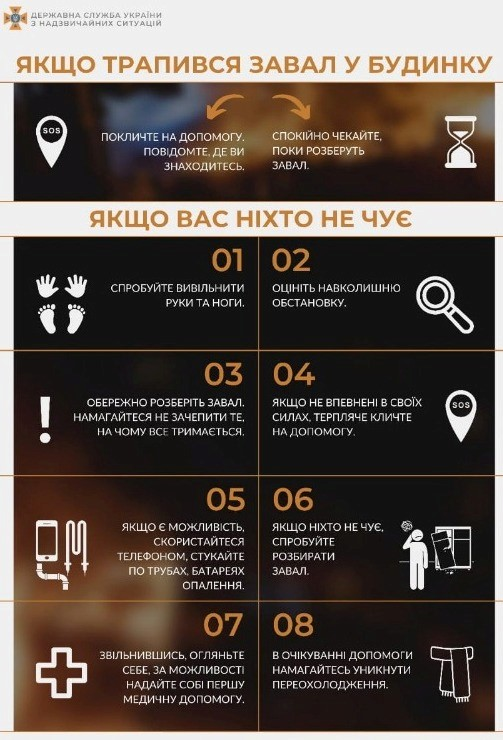 ДЕРЖАВНА СЛУЖБА УКРАЇНИ
З НАДЗВИЧАЙНИХ СИТУАЦІЙ
ЯКЩО ТРАПИВСЯ ЗАВАЛ У БУДИНКУ
SOS
ПОКЛИЧТЕ НА ДОПОМОГУ.
ПОВІДОМТЕ, ДЕ ВИ
ЗНАХОДИТЕСЬ.
СПОКІЙНО ЧЕКАЙТЕ,
ПОКИ РОЗБЕРУТЬ
ЗАВАЛ.
ЯКЩО ВАС НІХТО НЕ ЧУЄ
01
СПРОБУЙТЕ ВИВІЛЬНИТИ
РУКИ ТА НОГИ.
02
ОЦІНІТЬ НАВКОЛИШНЮ
ОБСТАНОВКУ.
03
ОБЕРЕЖНО РОЗБЕРІТЬ ЗАВАЛ.
НАМАГАЙТЕСЯ НЕ ЗАЧЕПИТИ ТЕ,
НА ЧОМУ ВСЕ ТРИМАЄТЬСЯ.
04
ЯКЩО НЕ ВПЕВНЕНІ В СВОЇХ
СИЛАХ, ТЕРПЛЯЧЕ КЛИЧТЕ
НА ДОПОМОГУ.
SOS
05
ЯКЩО Є МОЖЛИВІСТЬ,
СКОРИСТАЙТЕСЯ
ТЕЛЕФОНОМ, СТУКАЙТЕ
ПО ТРУБАХ, БАТАРЕЯХ
ОПАЛЕННЯ.
06
ЯКЩО НІХТО НЕ ЧУЄ,
СПРОБУЙТЕ
РОЗБИРАТИ
ЗАВАЛ.
07
ЗВІЛЬНИВШИСЬ, ОГЛЯНЬТЕ
СЕБЕ, ЗА МОЖЛИВОСТІ
НАДАЙТЕ СОБІ ПЕРШУ
МЕДИЧНУ ДОПОМОГУ.
08
В ОЧІКУВАННІ ДОПОМОГИ
НАМАГАЙТЕСЬ УНИКНУТИ
ПЕРЕОХОЛОДЖЕННЯ.